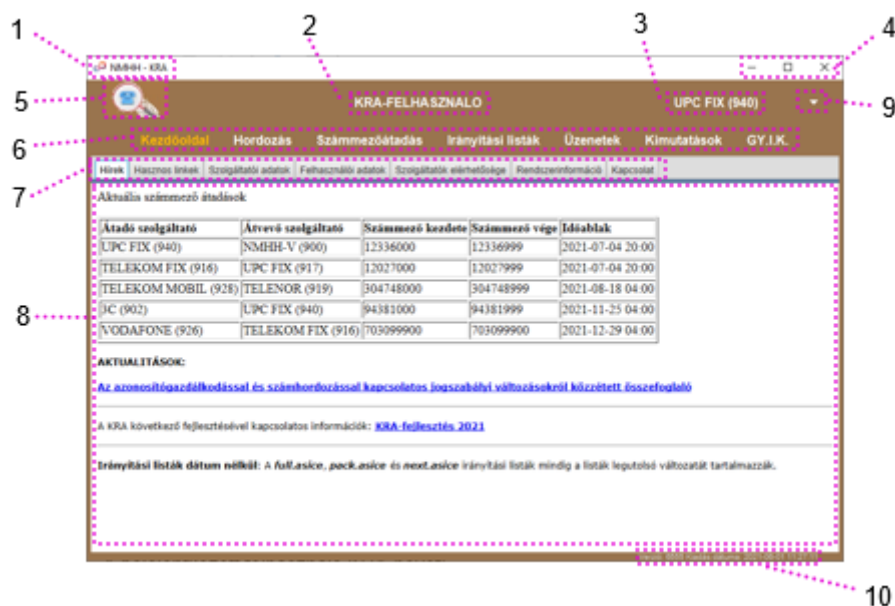 1
2
3
4
NMHH - KRA
5
KRA-FELHASZNALO
UPC FIX (940)
9
6
Kezdőoldal Hordozás Számmezőátadás Irányítási listák Üzenetek Kimutatások GY.I.K.
7
Hírek Hasznos linkek Szolgáltatói adatok Felhasználói adatok Szolgáltatók elérhetősége Rendszerinformáció Kapcsolat
Aktuális számmező átadások
Átadó szolgáltató Átvevő szolgáltató Számmező kezdete Számmező vége Időablak
UPC FIX (940) NMHH-V (900) 12336000 12336999 2021-07-04 20:00
TELEKOM FIX (916) UPC FIX (917) 12027000 12027999 2021-07-04 20:00
TELEKOM MOBIL (928) TELENOR (919) 304748000 304748999 2021-08-18 04:00
8
3C (902) UPC FIX (940) 94381000 94381999 2021-11-25 04:00
VODAFONE (926) TELEKOM FIX (916) 703099900 703099900 2021-12-29 04:00
AKTUALITÁSOK:
Az azonosítógazdálkodással és számhordozással kapcsolatos jogszabályi változásokról közzétett összefoglaló
A KRA következő fejlesztésével kapcsolatos információk: KRA-fejlesztés 2021
Irányítási listák dátum nélkül: A full.asice, pack.asice és next.asice irányítási listák mindig a listák legutolsó változatát tartalmazzák.
10